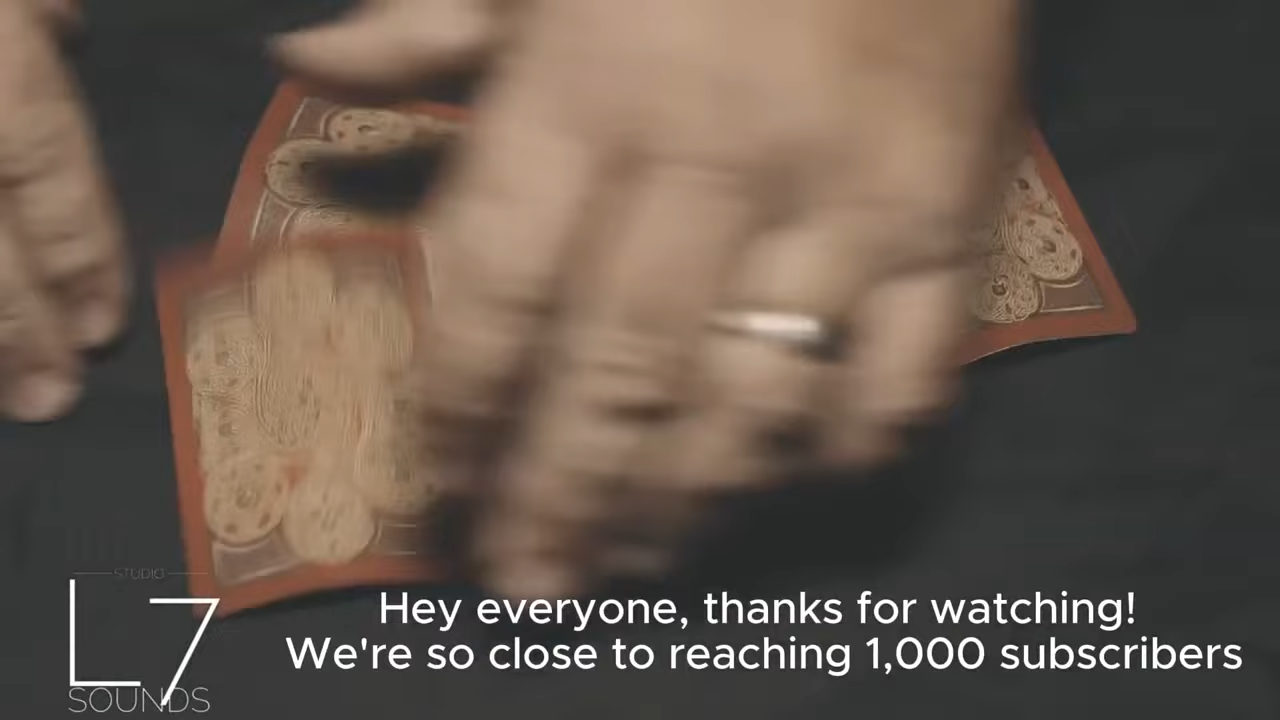 STUDIO
L7
SOUNDS
Hey everyone, thanks for watching!
We're so close to reaching 1,000 subscribers